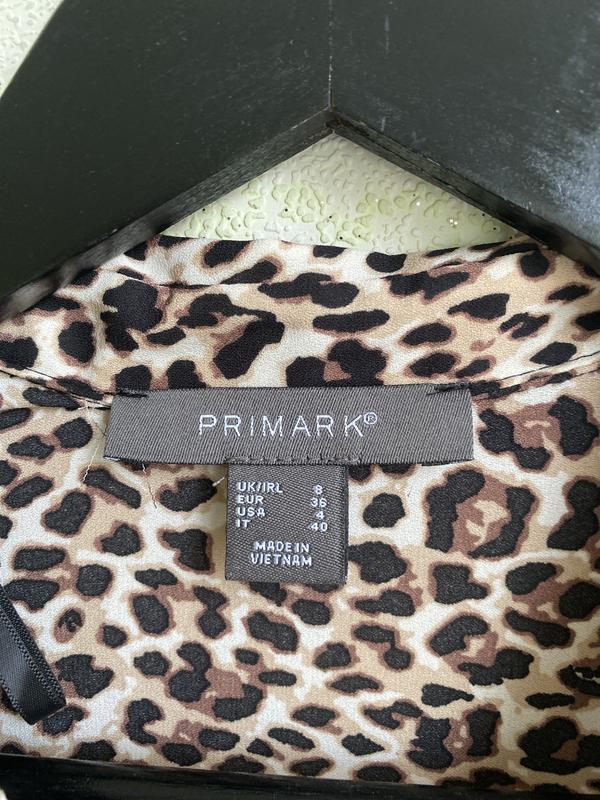 PRIMARK®
UK/IRL 8
EUR 36
USA 4
IT 40
MADE IN
VIETNAM